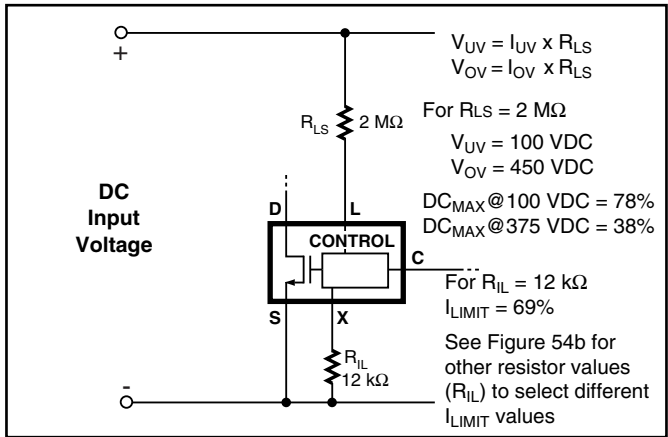 +
V_UV = I_UV x R_LS
V_OV = I_OV x R_LS
R_LS 2 MΩ
For RLS = 2 MΩ
V_UV = 100 VDC
V_OV = 450 VDC
DC_MAX@100 VDC = 78%
DC_MAX@375 VDC = 38%
DC
Input
Voltage
D
L
CONTROL
C
For R_IL = 12 kΩ
I_LIMIT = 69%
S
X
R_IL
12 kΩ
See Figure 54b for
other resistor values
(R_IL) to select different
I_LIMIT values
-